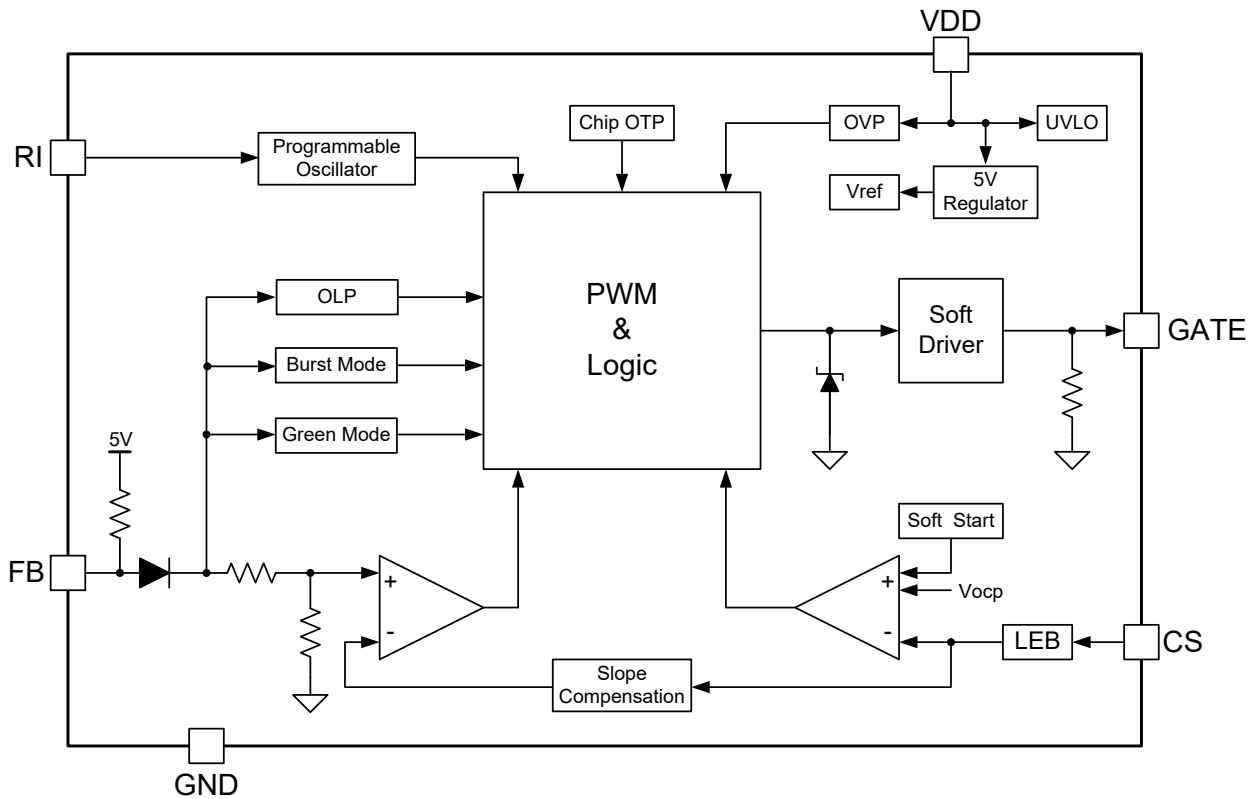 VDD
RI
Programmable
Oscillator
Chip OTP
OVP
UVLO
Vref
5V
Regulator
OLP
Burst Mode
Green Mode
PWM
&
Logic
Soft
Driver
GATE
5V
FB
+
-
Soft Start
+
Vocp
-
LEB
CS
Slope
Compensation
GND